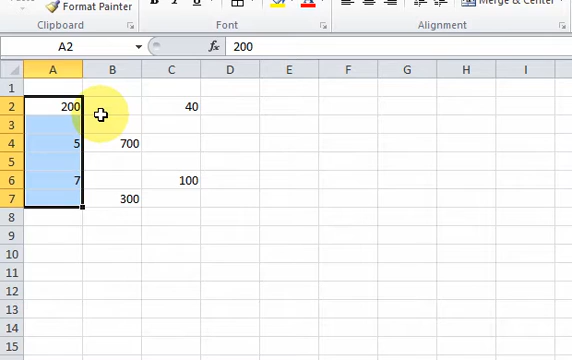 Format Painter
B I U A
Merge & Center
Clipboard Font Alignment
A2 fx 200
A B C D E F G H I
1
2 200 40
3
4 5 700
5
6 7 100
7 300
8
9
10
11
12
13
14
15